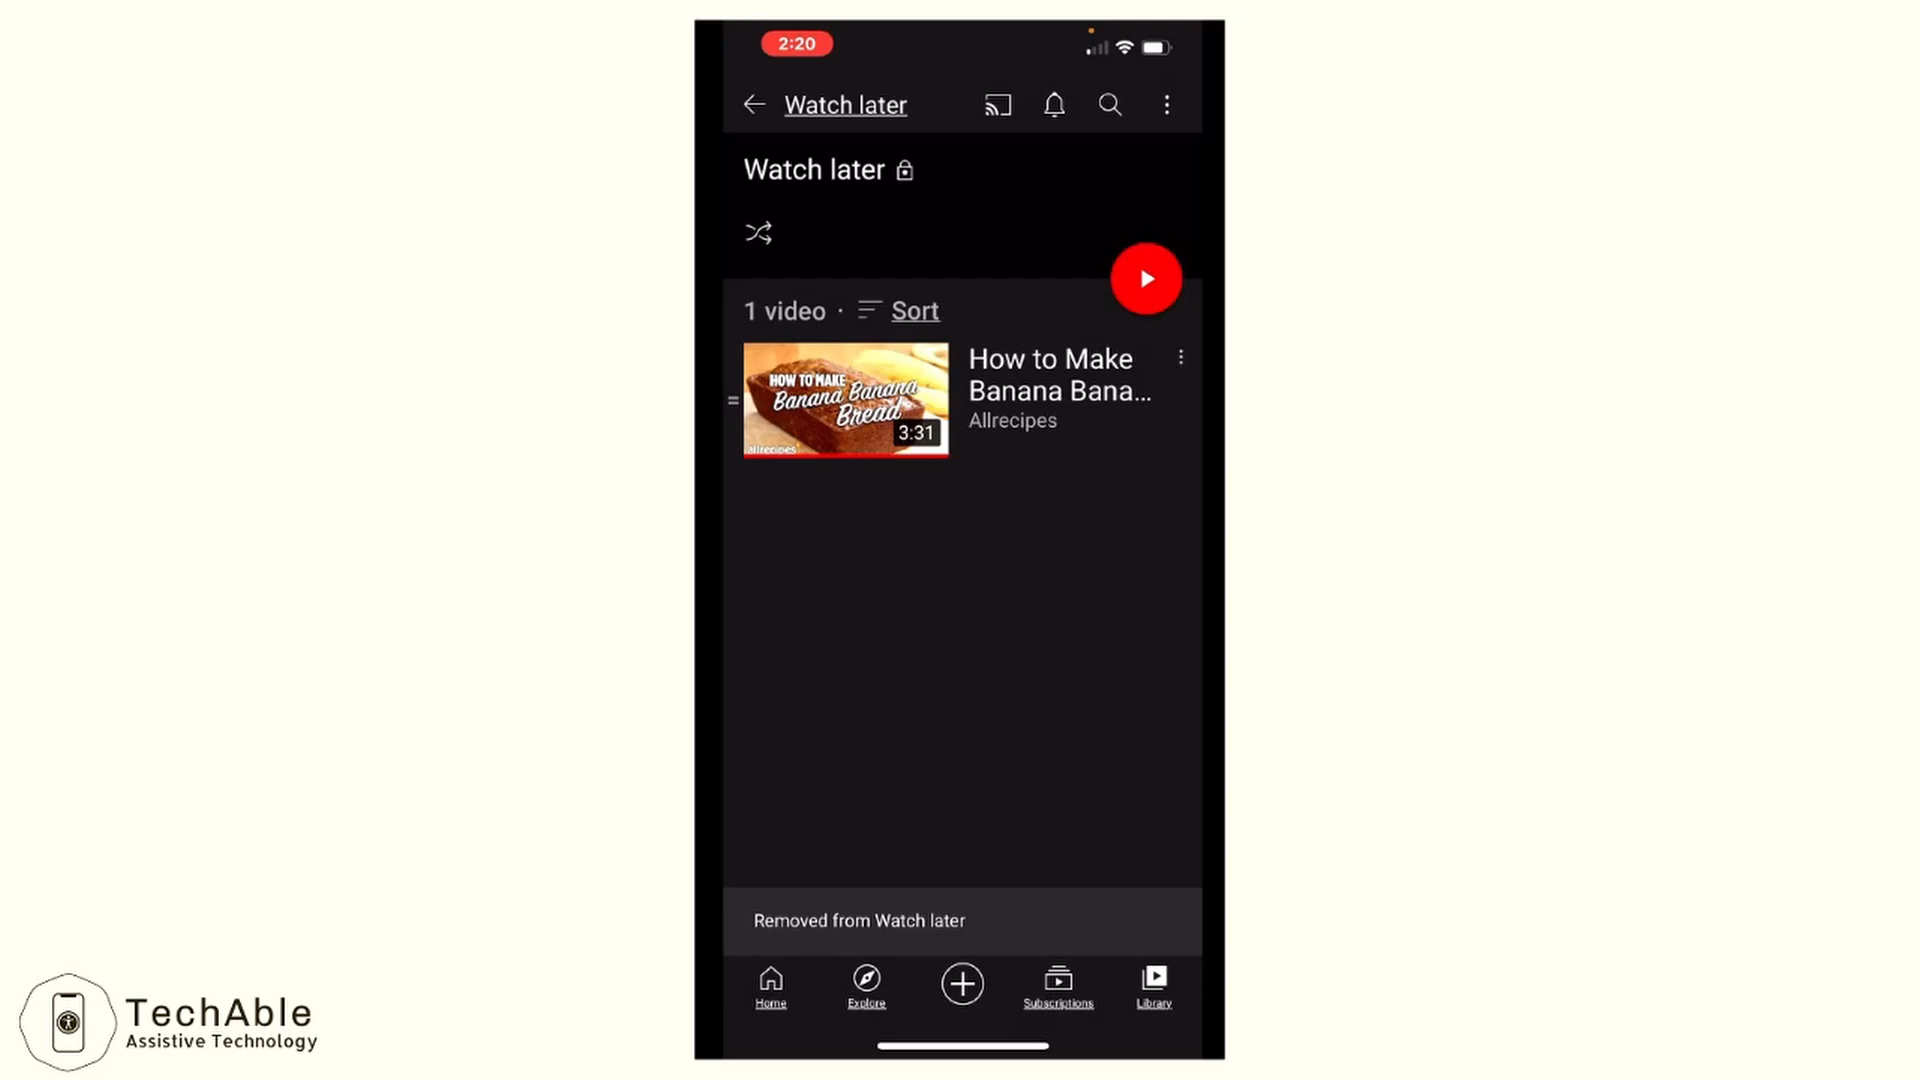 2:20
Watch later
Watch later
1 video · Sort
HOW TO MAKE
Banana Banana
Bread
3:31
allrecipes
How to Make
Banana Bana...
Allrecipes
Removed from Watch later
Home
Explore
Subscriptions
Library
TechAble
Assistive Technology